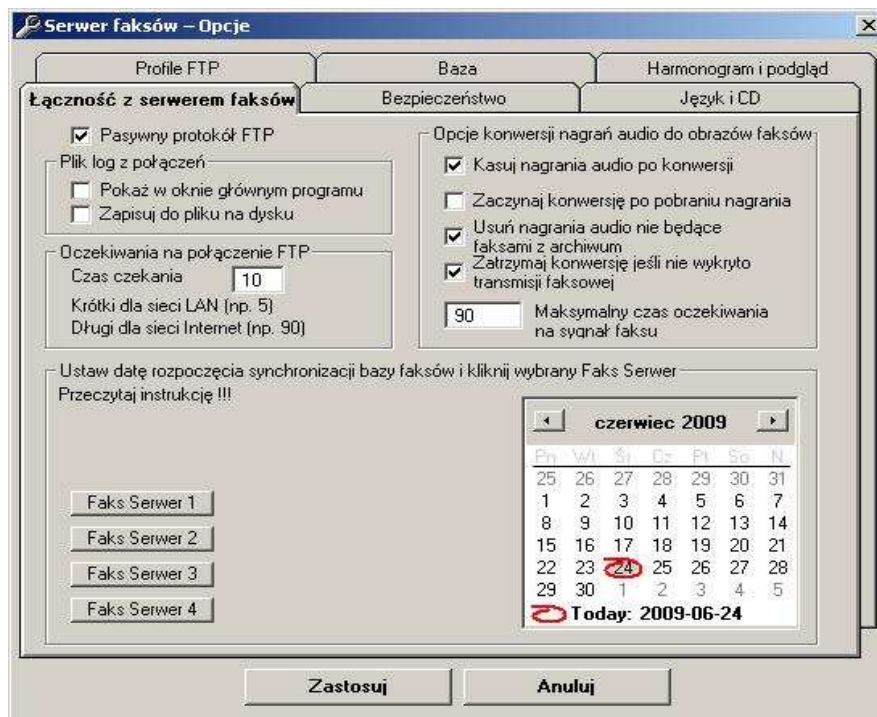 Serwer faksów – Opcje
Profile FTP
Baza
Harmonogram i podgląd
Łączność z serwerem faksów
Bezpieczeństwo
Język i CD
Pasywny protokół FTP
Plik log z połączeń
Pokaż w oknie głównym programu
Zapisuj do pliku na dysku
Oczekiwania na połączenie FTP
Czas czekania 10
Krótki dla sieci LAN (np. 5)
Długi dla sieci Internet (np. 90)
Opcje konwersji nagrań audio do obrazów faksów
Kasuj nagrania audio po konwersji
Zaczynaj konwersję po pobraniu nagrania
Usuń nagrania audio nie będące
faksami z archiwum
Zatrzymaj konwersję jeśli nie wykryto
transmisji faksowej
90 Maksymalny czas oczekiwania
na sygnał faksu
Ustaw datę rozpoczęcia synchronizacji bazy faksów i kliknij wybrany Faks Serwer
Przeczytaj instrukcję !!!
Faks Serwer 1
Faks Serwer 2
Faks Serwer 3
Faks Serwer 4
czerwiec 2009
Pn Wt Śr Cz Pt So N
25 26 27 28 29 30 31
1 2 3 4 5 6 7
8 9 10 11 12 13 14
15 16 17 18 19 20 21
22 23 24 25 26 27 28
29 30 1 2 3 4 5
Today: 2009-06-24
Zastosuj
Anuluj